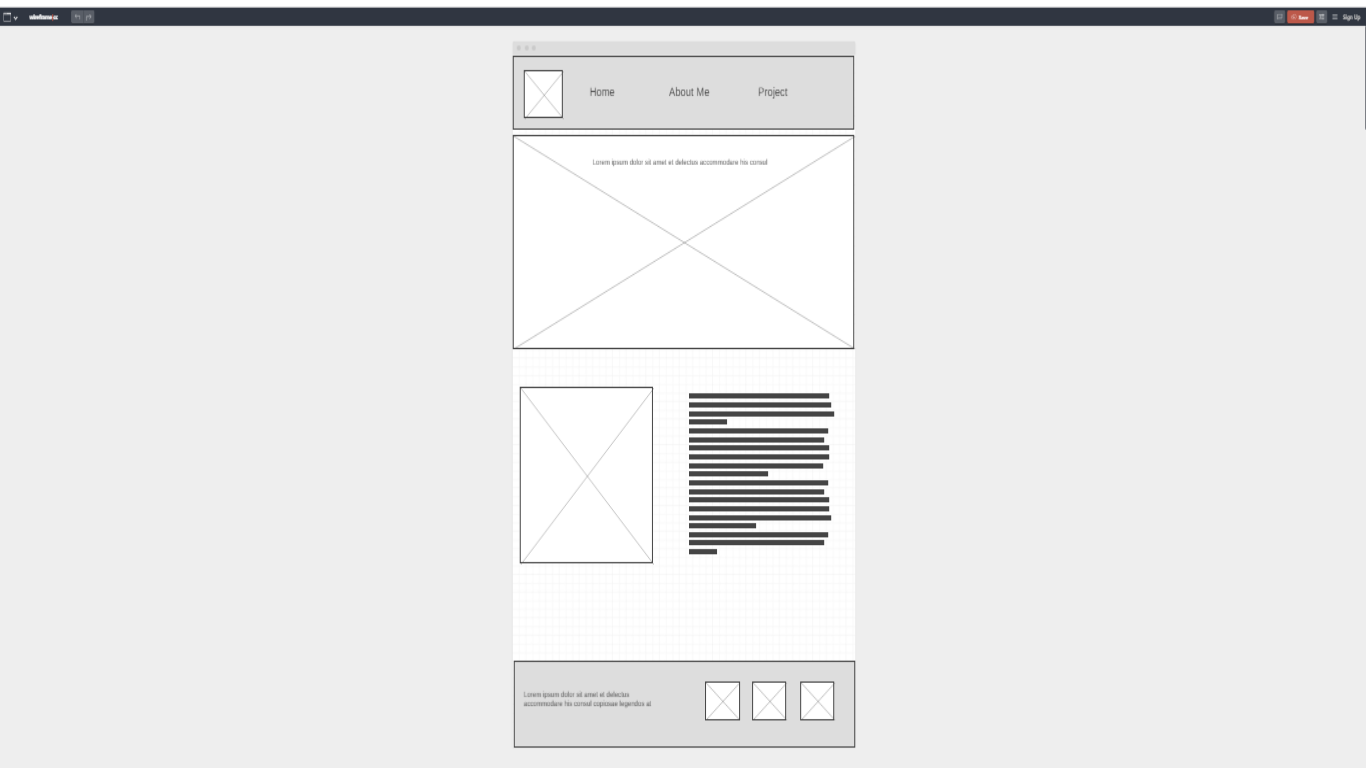 wireframe.cc
Save
Sign Up
Home
About Me
Project
Lorem ipsum dolor sit amet et delectus accommodare his consul
Lorem ipsum dolor sit amet et delectus
accommodare his consul copiosae legendos at